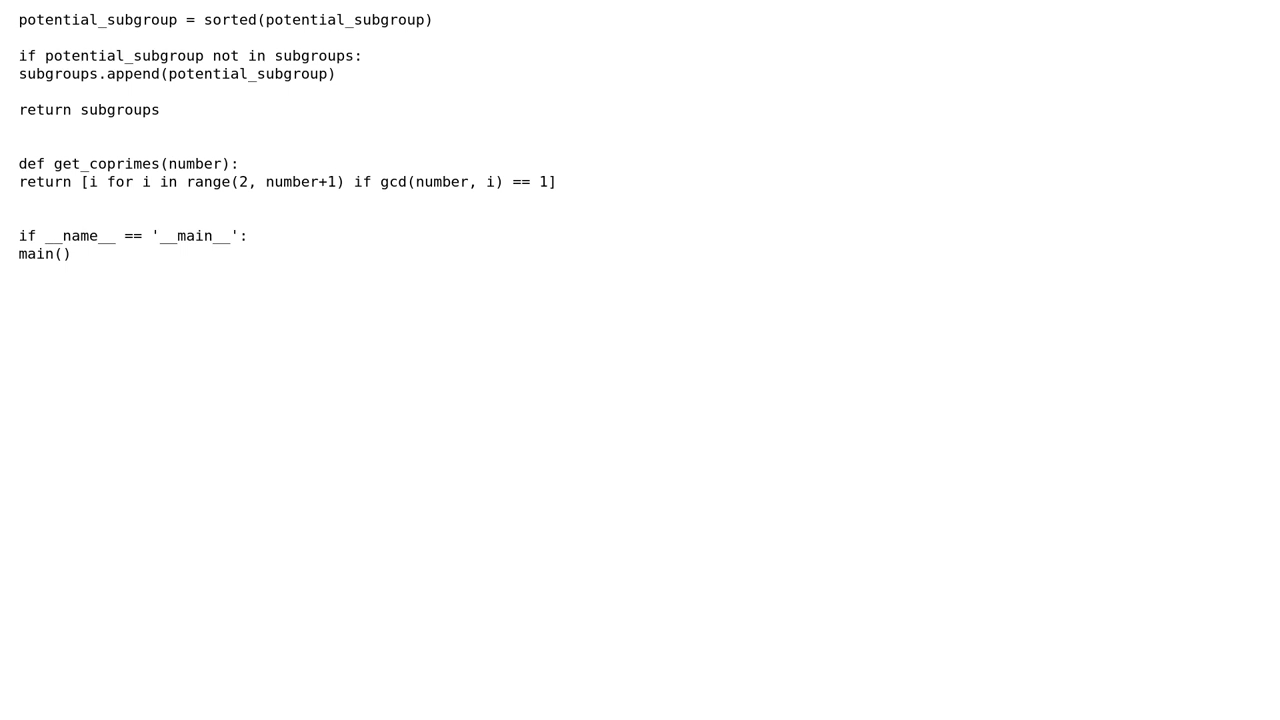 potential_subgroup = sorted(potential_subgroup)

if potential_subgroup not in subgroups:
subgroups.append(potential_subgroup)

return subgroups


def get_coprimes(number):
return [i for i in range(2, number+1) if gcd(number, i) == 1]


if __name__ == '__main__':
main()